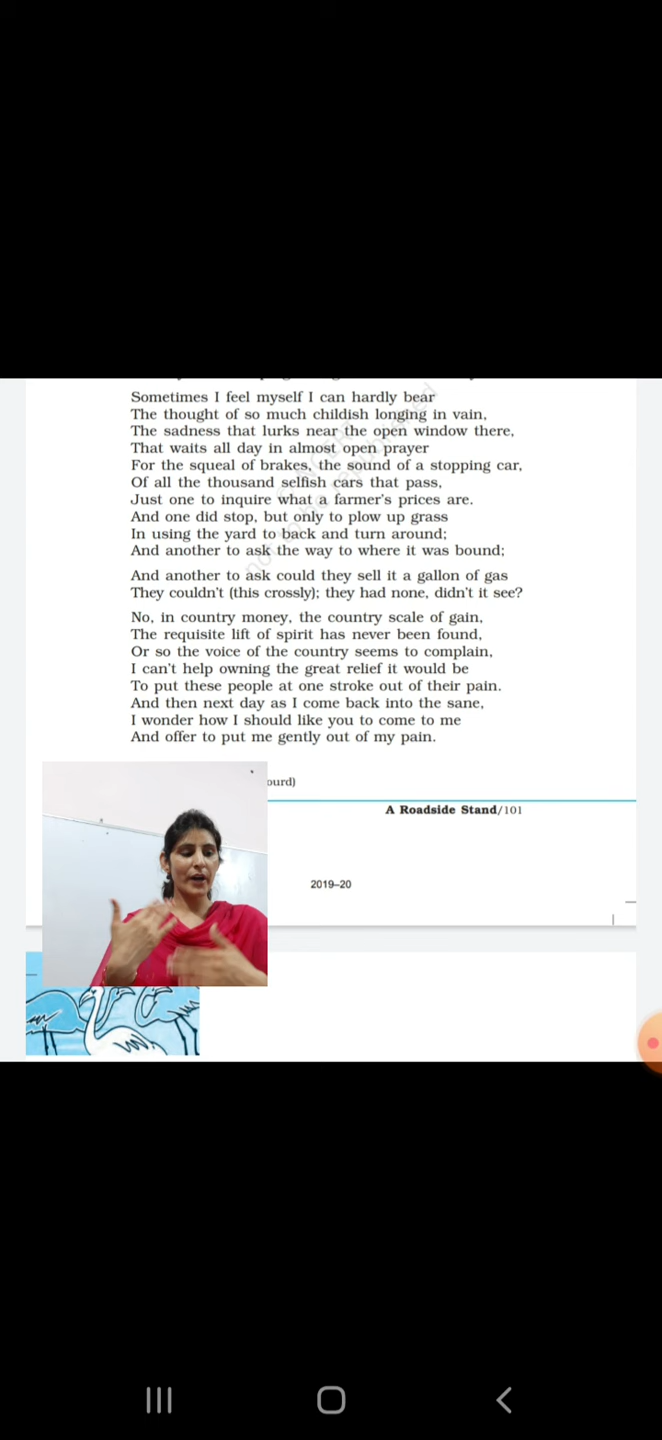 Sometimes I feel myself I can hardly bear
The thought of so much childish longing in vain,
The sadness that lurks near the open window there,
That waits all day in almost open prayer
For the squeal of brakes, the sound of a stopping car,
Of all the thousand selfish cars that pass,
Just one to inquire what a farmer's prices are.
And one did stop, but only to plow up grass
In using the yard to back and turn around;
And another to ask the way to where it was bound;
And another to ask could they sell it a gallon of gas
They couldn't (this crossly); they had none, didn't it see?
No, in country money, the country scale of gain,
The requisite lift of spirit has never been found,
Or so the voice of the country seems to complain,
I can't help owning the great relief it would be
To put these people at one stroke out of their pain.
And then next day as I come back into the sane,
I wonder how I should like you to come to me
And offer to put me gently out of my pain.
ourd)
A Roadside Stand/101
2019–20